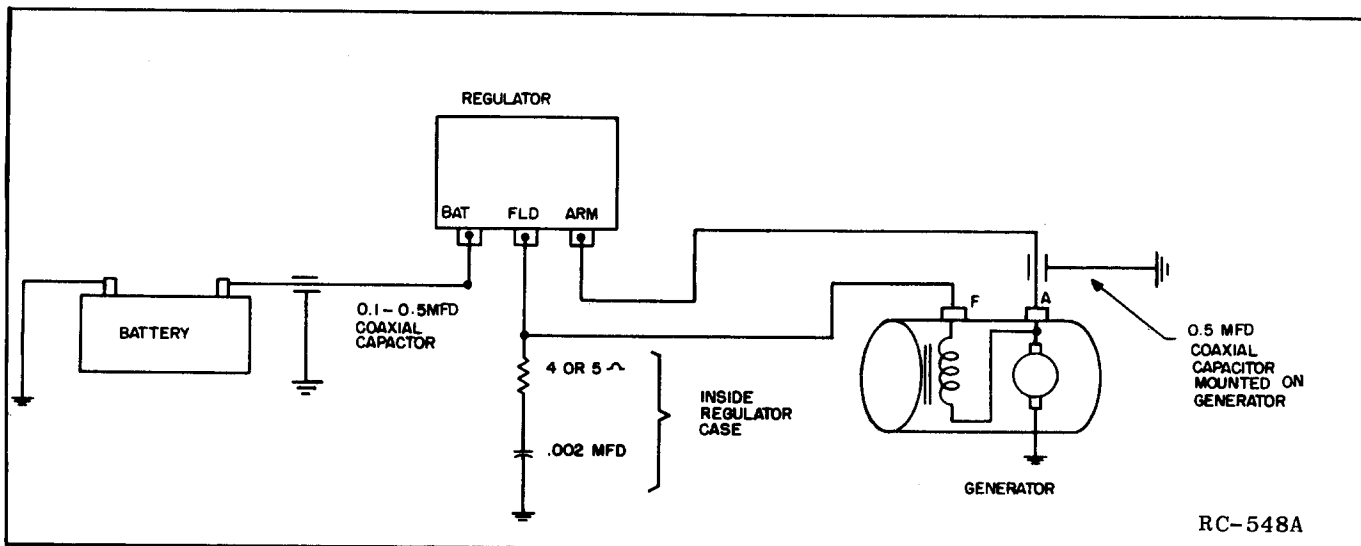 REGULATOR
BAT FLD ARM
BATTERY
0.1-0.5MFD
COAXIAL
CAPACTOR
4 OR 5
.002 MFD
INSIDE
REGULATOR
CASE
F A
GENERATOR
0.5 MFD
COAXIAL
CAPACITOR
MOUNTED ON
GENERATOR
RC-548A